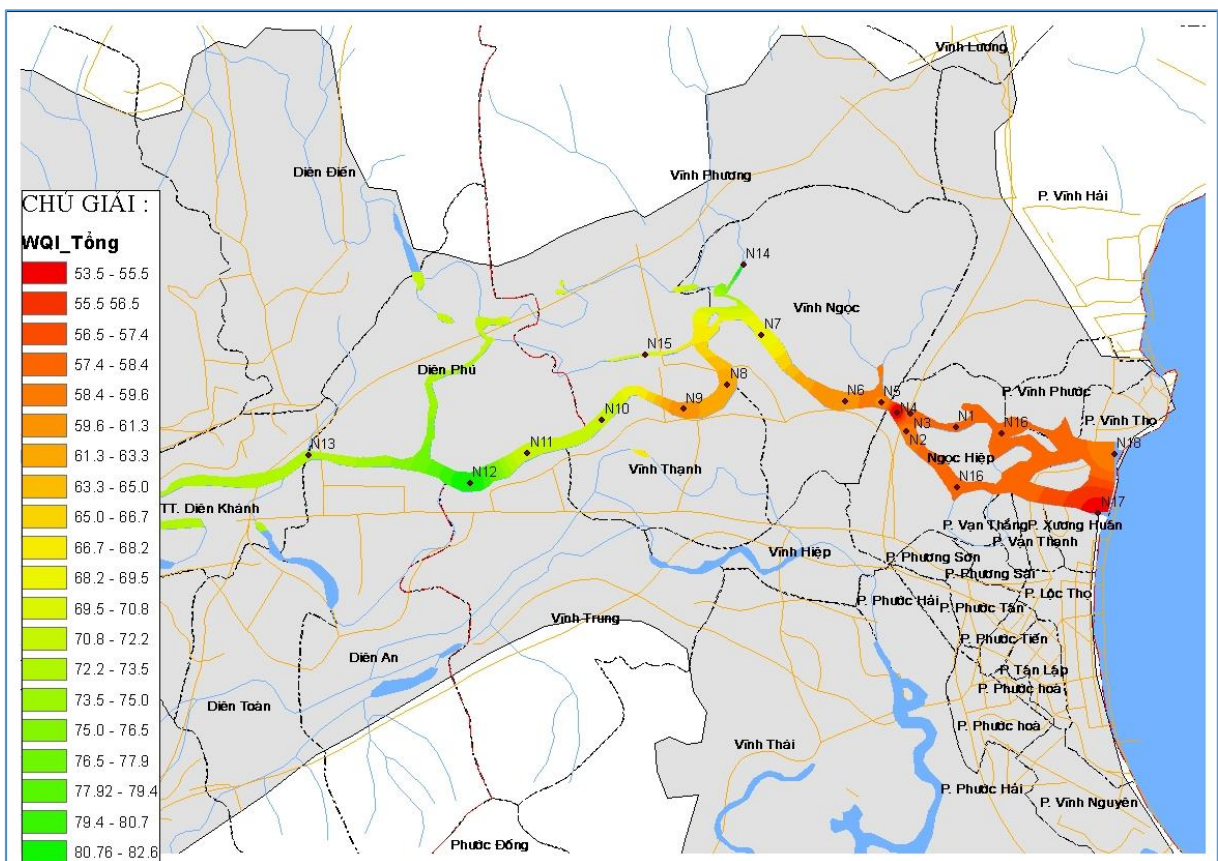 Vĩnh Lương
Diên Điền
Vĩnh Phương
P. Vĩnh Hải
CHÚ GIẢI :
WQI_Tổng
53.5 - 55.5
55.5 56.5
56.5 - 57.4
57.4 - 58.4
58.4 - 59.6
59.6 - 61.3
61.3 - 63.3
63.3 - 65.0
65.0 - 66.7
66.7 - 68.2
68.2 - 69.5
69.5 - 70.8
70.8 - 72.2
72.2 - 73.5
73.5 - 75.0
75.0 - 76.5
76.5 - 77.9
77.92 - 79.4
79.4 - 80.7
80.76 - 82.6
N14
Vĩnh Ngọc
N7
N15
Diên Phú
N8
P. Vĩnh Phước
N9
N6
N5
N4
N3
N1
N16
P. Vĩnh Thọ
N10
N2
N18
N11
N13
Ngọc Hiệp
Vĩnh Thạnh
N12
N16
N17
TT. Diên Khánh
P. Vạn Thắng
P. Xương Huân
P. Vạn Thạnh
Vĩnh Hiệp
P. Phương Sơn
P. Phương Sài
P. Lộc Thọ
P. Phước Hải
P. Phước Tân
Vĩnh Trung
P. Phước Tiến
Diên An
P. Tân Lập
P. Phước hoà
Diên Toàn
P. Phước hoà
Vĩnh Thái
P. Phước Hải
P. Vĩnh Nguyên
Phước Đồng